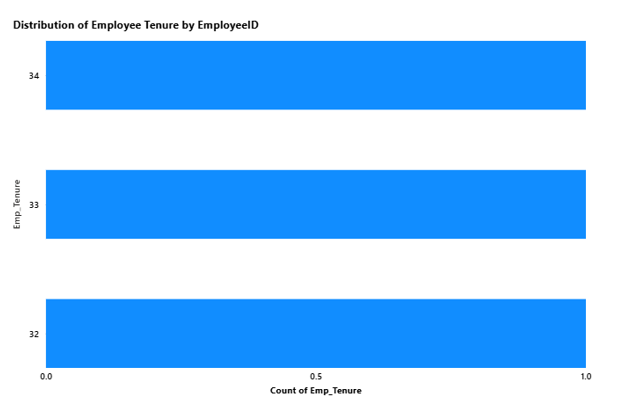 Distribution of Employee Tenure by EmployeeID
34
33
32
Emp_Tenure
0.0 0.5 1.0
Count of Emp_Tenure